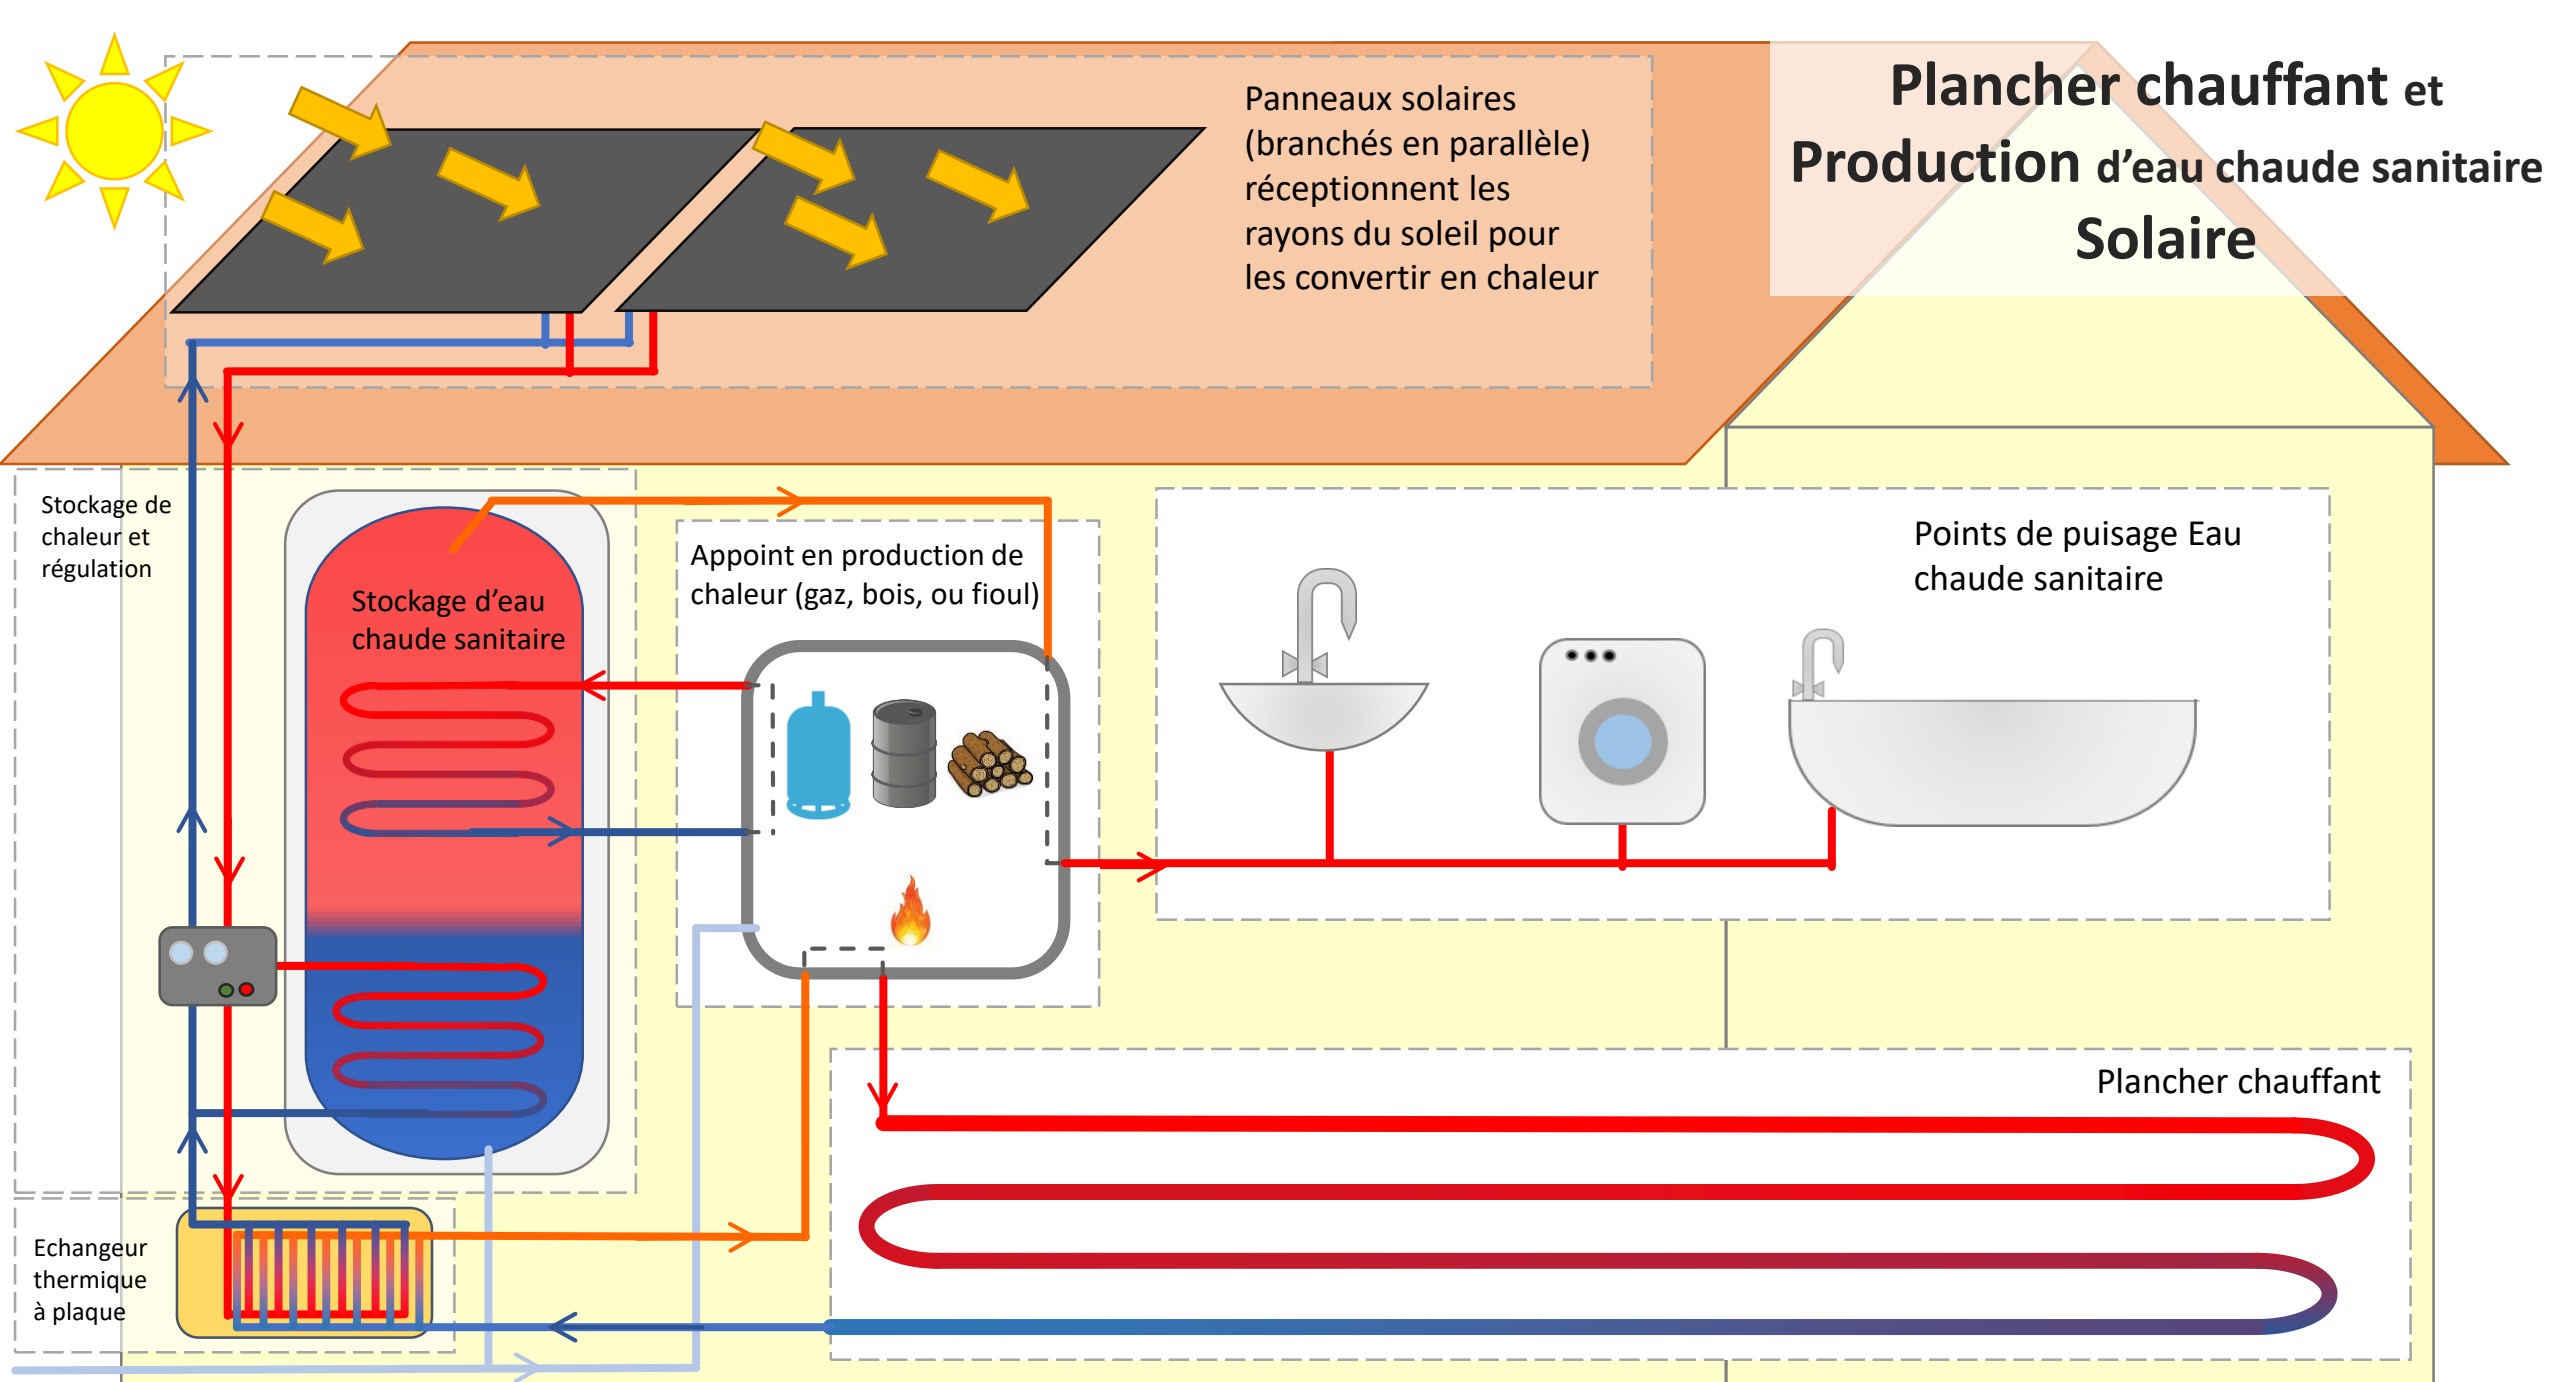 Plancher chauffant et
Production d’eau chaude sanitaire
Solaire
Panneaux solaires
(branchés en parallèle)
réceptionnent les
rayons du soleil pour
les convertir en chaleur
Stockage de
chaleur et
régulation
Stockage d’eau
chaude sanitaire
Appoint en production de
chaleur (gaz, bois, ou fioul)
Points de puisage Eau
chaude sanitaire
Plancher chauffant
Echangeur
thermique
à plaque